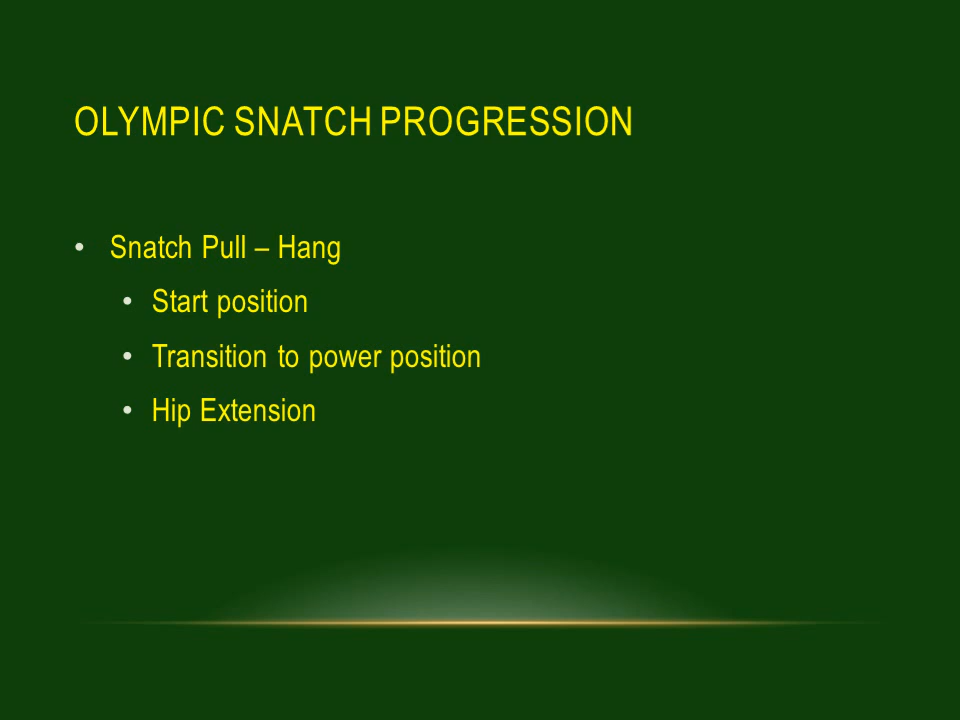 OLYMPIC SNATCH PROGRESSION
• Snatch Pull – Hang
• Start position
• Transition to power position
• Hip Extension